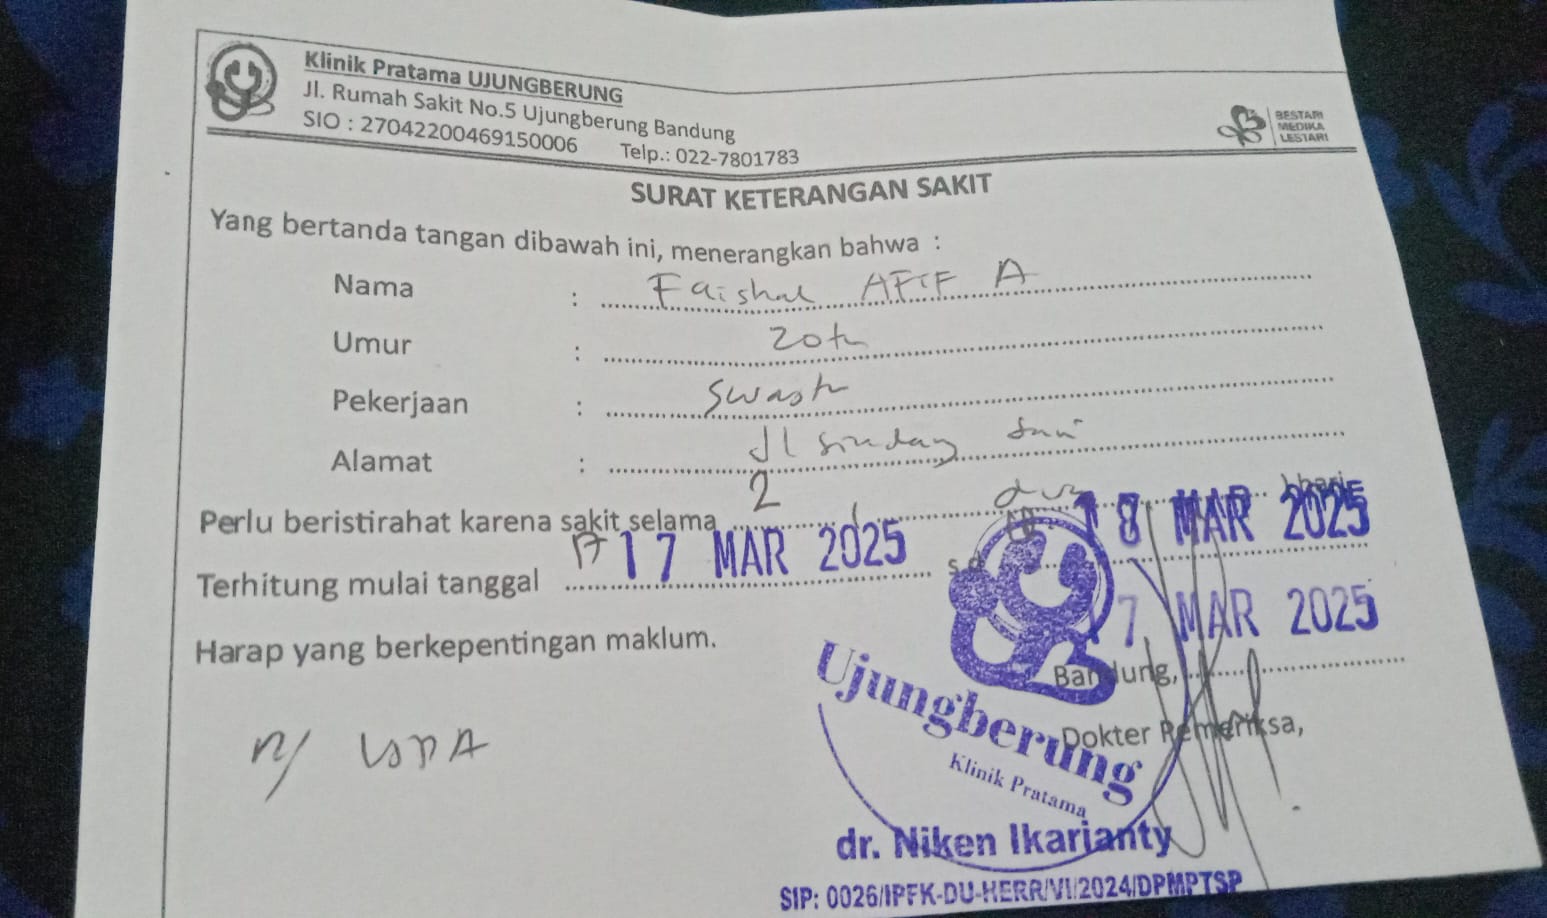 Klinik Pratama UJUNGBERUNG
Jl. Rumah Sakit No.5 Ujungberung Bandung
SIO : 27042200469150006 Telp.: 022-7801783
BESTARI
MEDIKA
LESTARI
SURAT KETERANGAN SAKIT
Yang bertanda tangan dibawah ini, menerangkan bahwa :
Nama : Faishal AFIF A
Umur : 20th
Pekerjaan : Swasta
Alamat : Jl
Perlu beristirahat karena sakit selama 2 dua hari
Terhitung mulai tanggal 17 MAR 2025 s.d 18 MAR 2025
Harap yang berkepentingan maklum.
Bandung, 17 MAR 2025
Dokter Pemeriksa,
Ujungberung
Klinik Pratama
dr. Niken Ikarianty
SIP: 0026/IPFK-DU-HERR/VI/2024/DPMPTSP